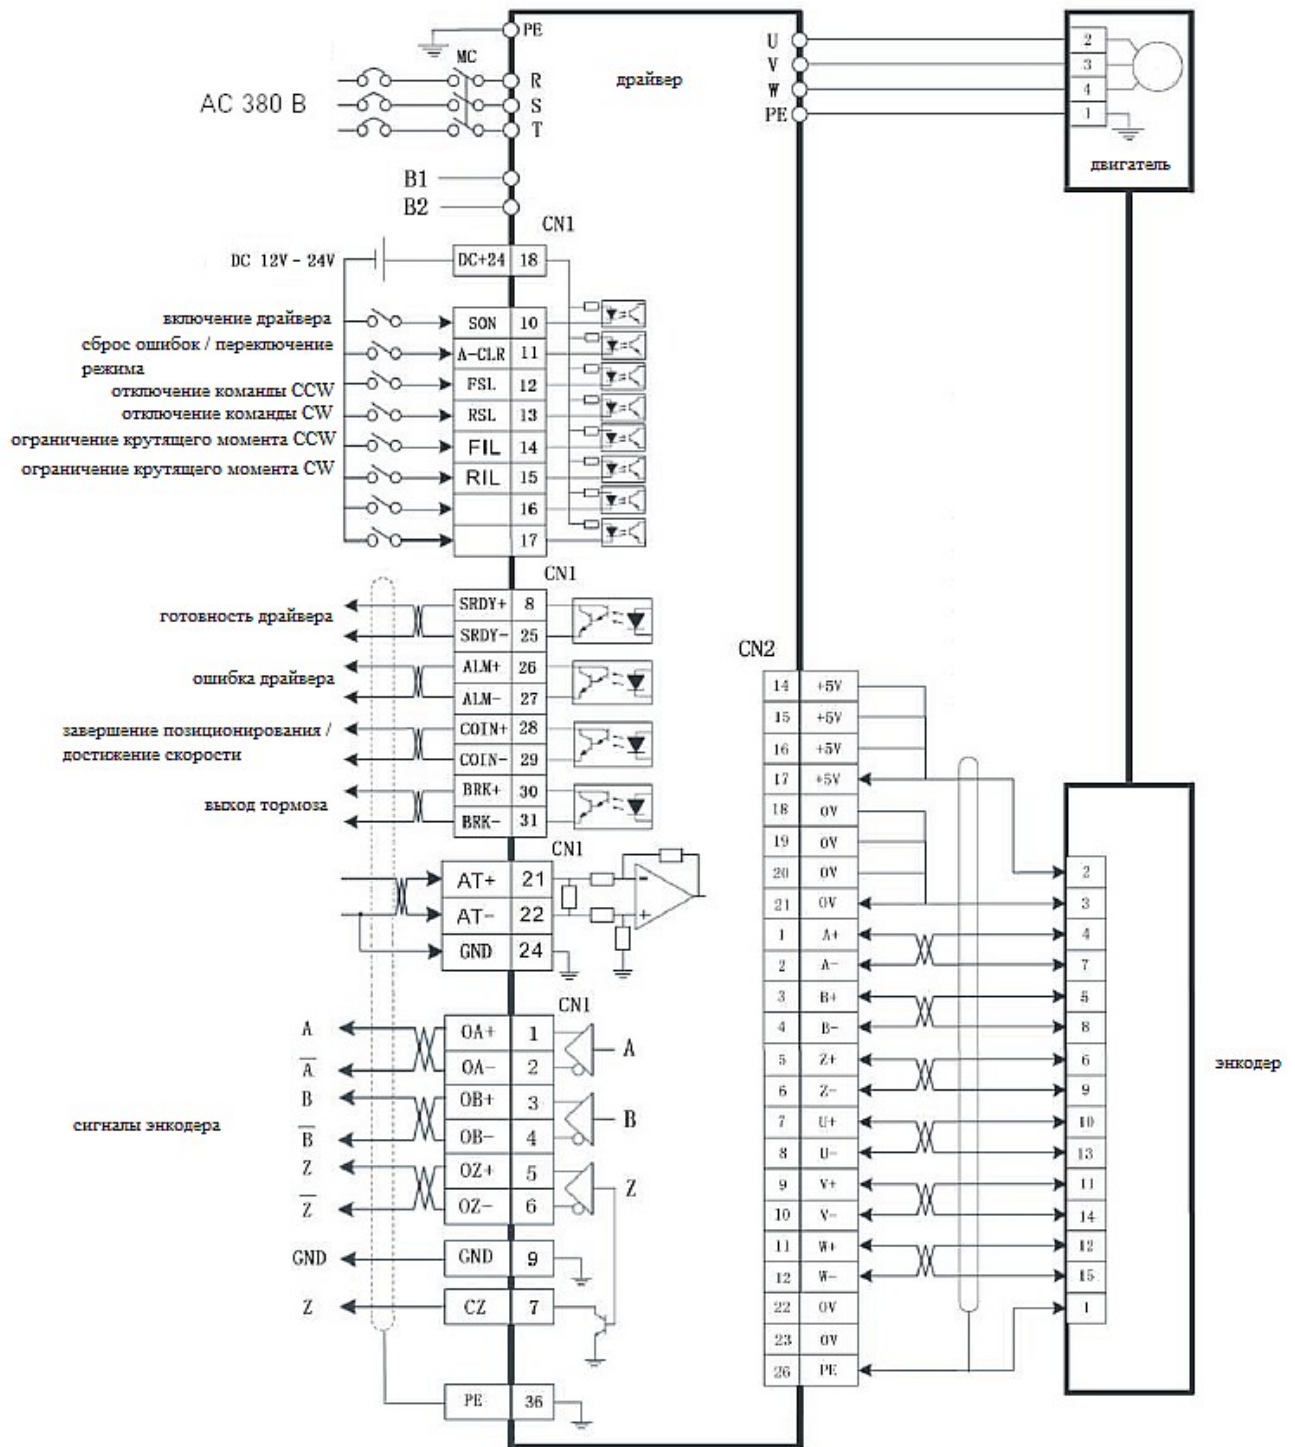 PE
MC
AC 380 В
R
S
T
B1
B2
драйвер
U
V
W
PE
2
3
4
1
двигатель
CN1
DC 12V - 24V
DC+24 18
включение драйвера
SON 10
сброс ошибок / переключение
режима
A-CLR 11
отключение команды CCW
FSL 12
отключение команды CW
RSL 13
ограничение крутящего момента CCW
FIL 14
ограничение крутящего момента CW
RIL 15
16
17
CN1
готовность драйвера
SRDY+ 8
SRDY- 25
ошибка драйвера
ALM+ 26
ALM- 27
завершение позиционирования /
достижение скорости
COIN+ 28
COIN- 29
выход тормоза
BRK+ 30
BRK- 31
CN1
AT+ 21
AT- 22
GND 24
- 
+
CN1
сигналы энкодера
A OA+ 1
A OA- 2
A
B OB+ 3
B OB- 4
B
Z OZ+ 5
Z OZ- 6
Z
GND GND 9
Z CZ 7
PE 36
CN2
14 +5V
15 +5V
16 +5V
17 +5V
18 0V
19 0V
20 0V
21 0V
1 A+
2 A-
3 B+
4 B-
5 Z+
6 Z-
7 U+
8 U-
9 V+
10 V-
11 W+
12 W-
22 0V
23 0V
26 PE
2
3
4
7
5
8
6
9
10
13
11
14
12
15
1
энкодер